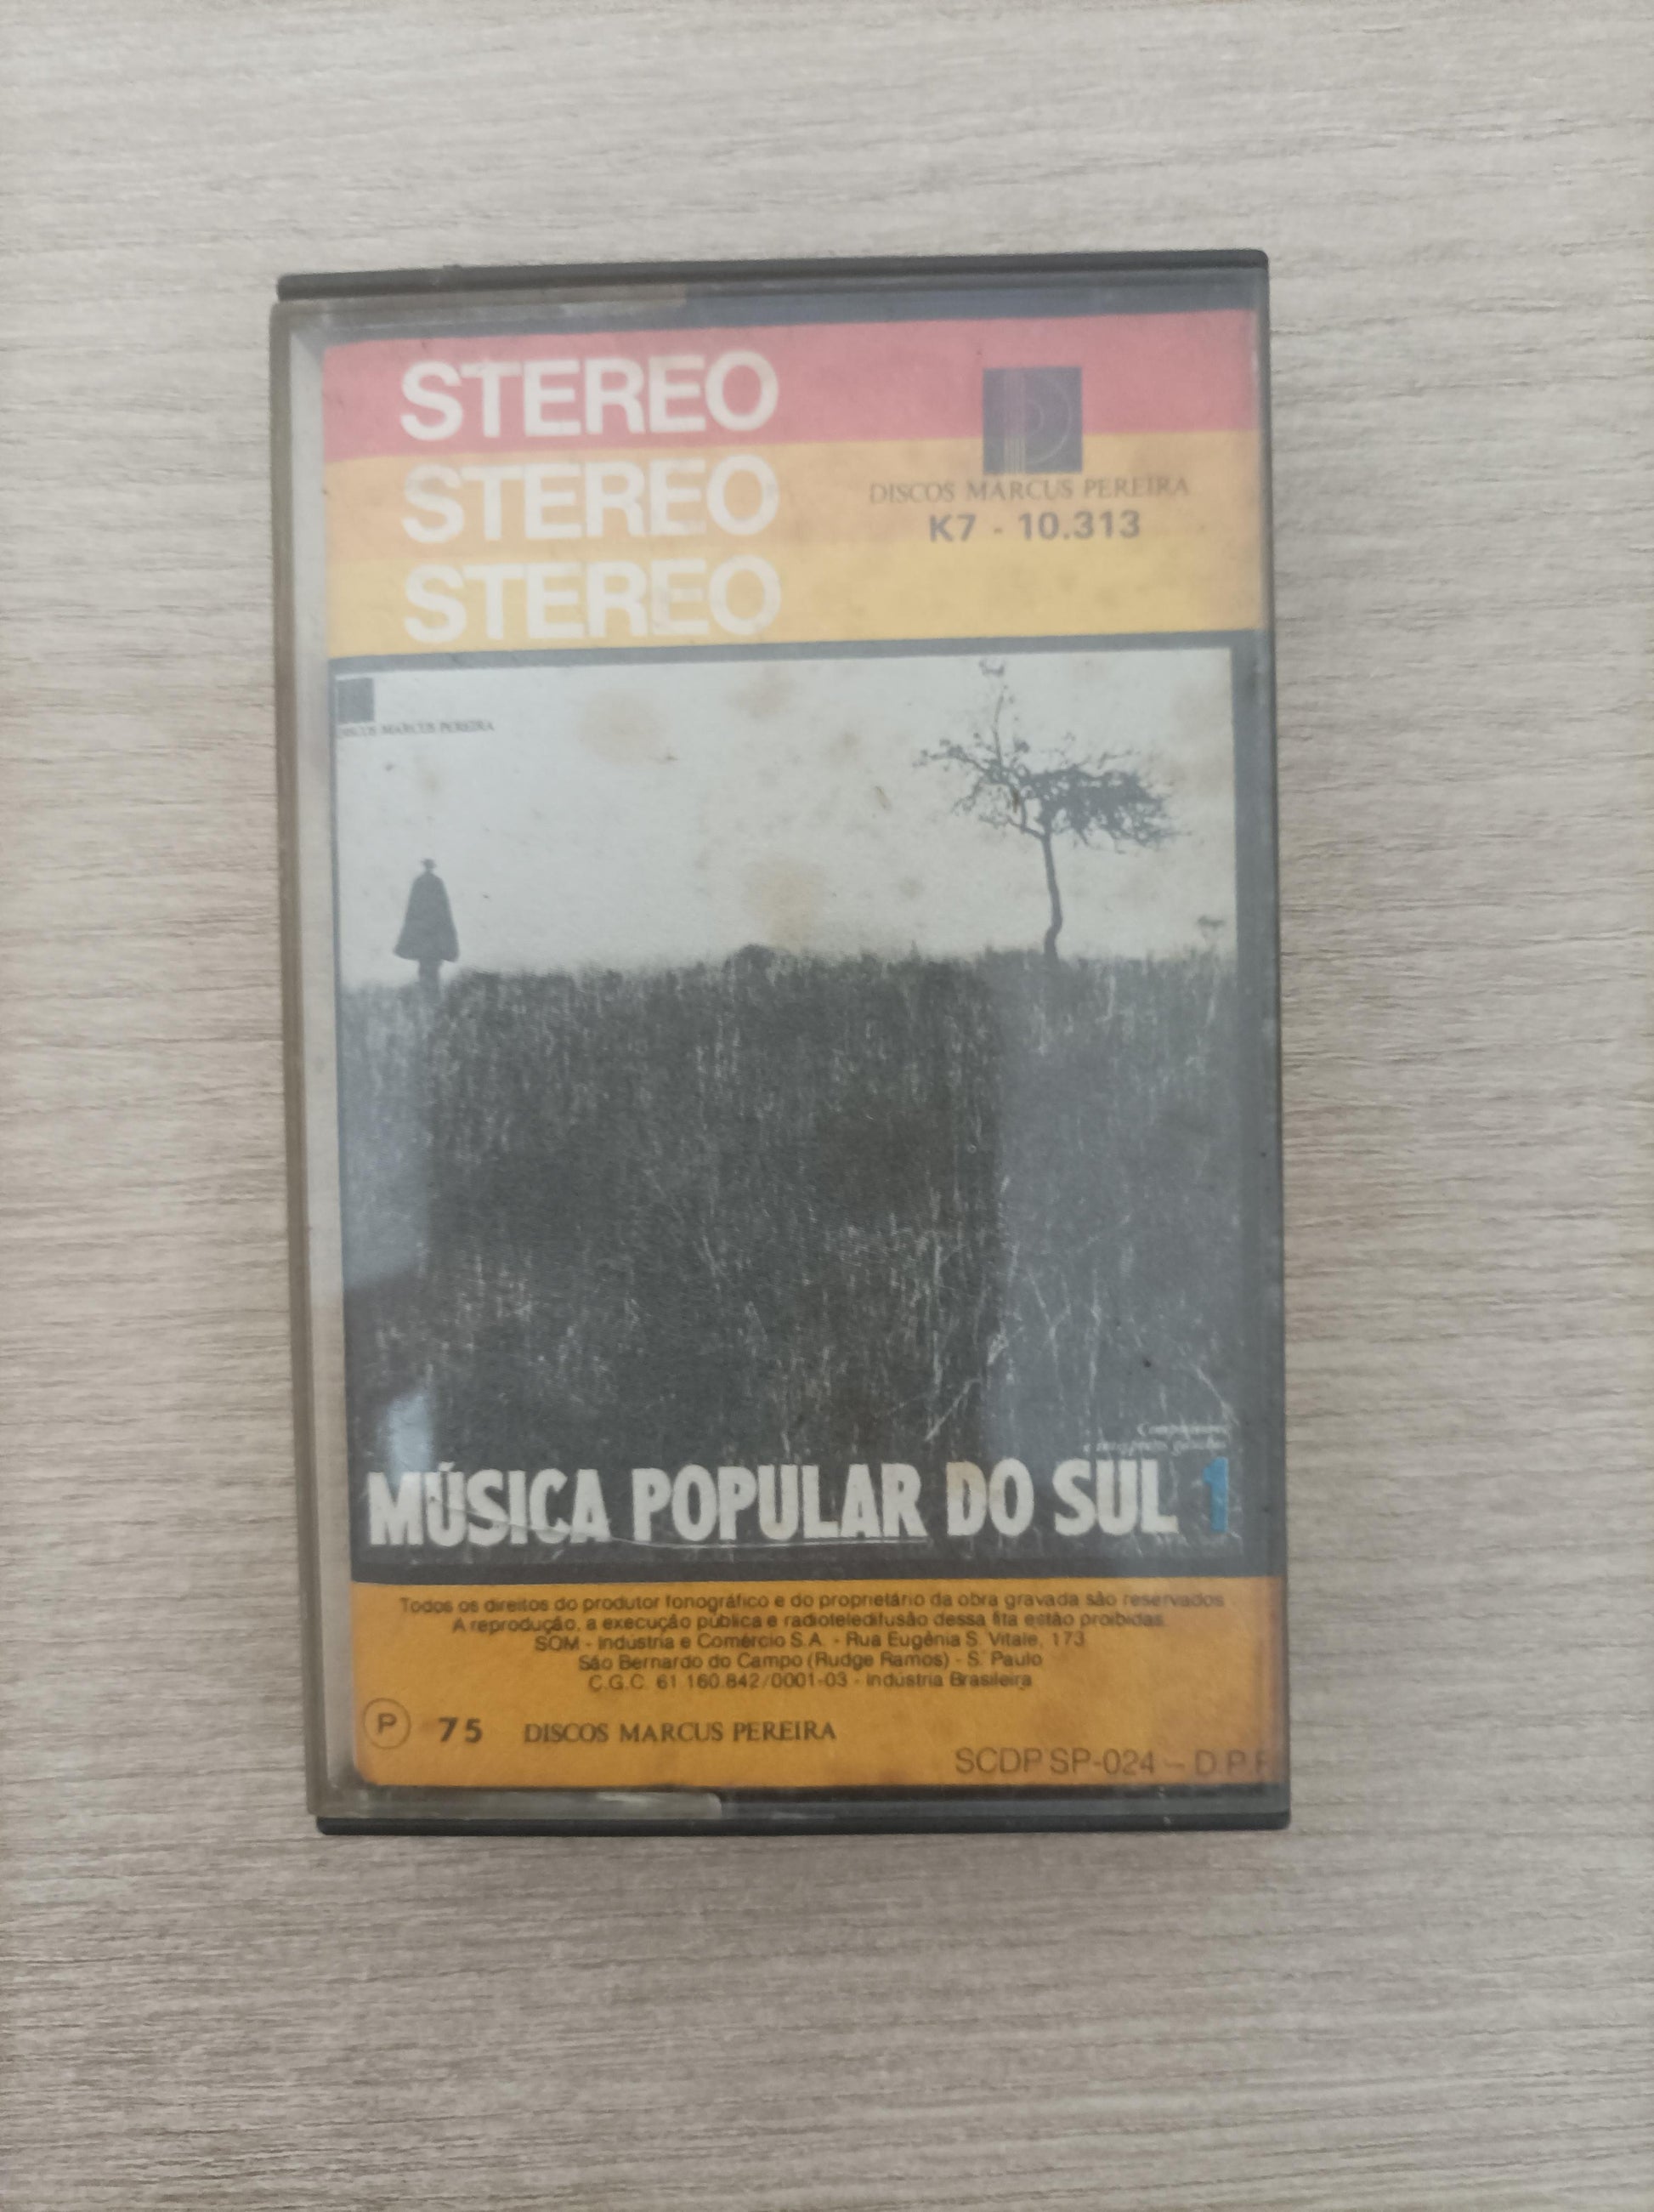 STEREO
STEREO
STEREO
DISCOS MARCUS PEREIRA
K7 - 10.313
DISCOS MARCUS PEREIRA
Compositores
e intérpretes gaúchos
MÚSICA POPULAR DO SUL 1
Todos os direitos do produtor fonográfico e do proprietário da obra gravada são reservados
A reprodução, a execução pública e radioteledifusão dessa fita estão proibidas.
SOM - Indústria e Comércio S.A. - Rua Eugênia S. Vitale, 173
São Bernardo do Campo (Rudge Ramos) - S. Paulo
C.G.C. 61.160.842/0001-03 - Indústria Brasileira
P 75 DISCOS MARCUS PEREIRA
SCDP SP-024 – D.P.F